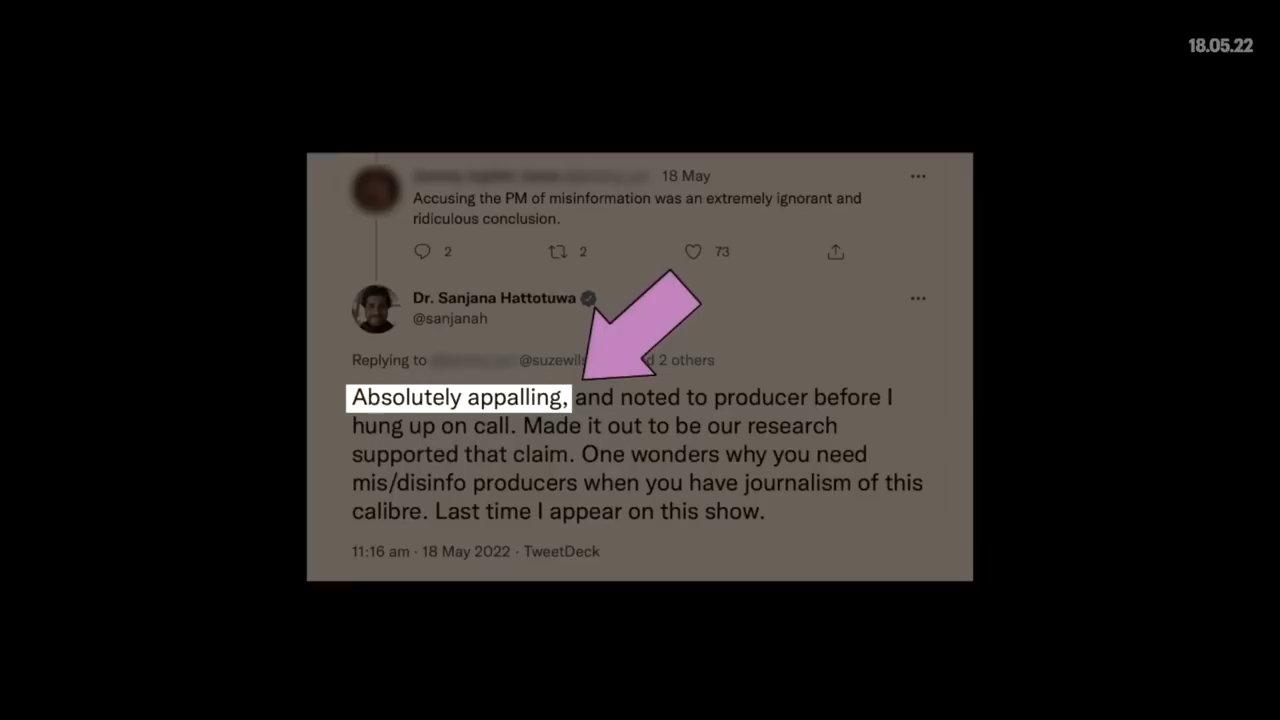 18.05.22
18 May
Accusing the PM of misinformation was an extremely ignorant and
ridiculous conclusion.
2 2 73
Dr. Sanjana Hattotuwa
@sanjanah
Replying to @suzewils 2 others
Absolutely appalling, and noted to producer before I
hung up on call. Made it out to be our research
supported that claim. One wonders why you need
mis/disinfo producers when you have journalism of this
calibre. Last time I appear on this show.
11:16 am · 18 May 2022 · TweetDeck